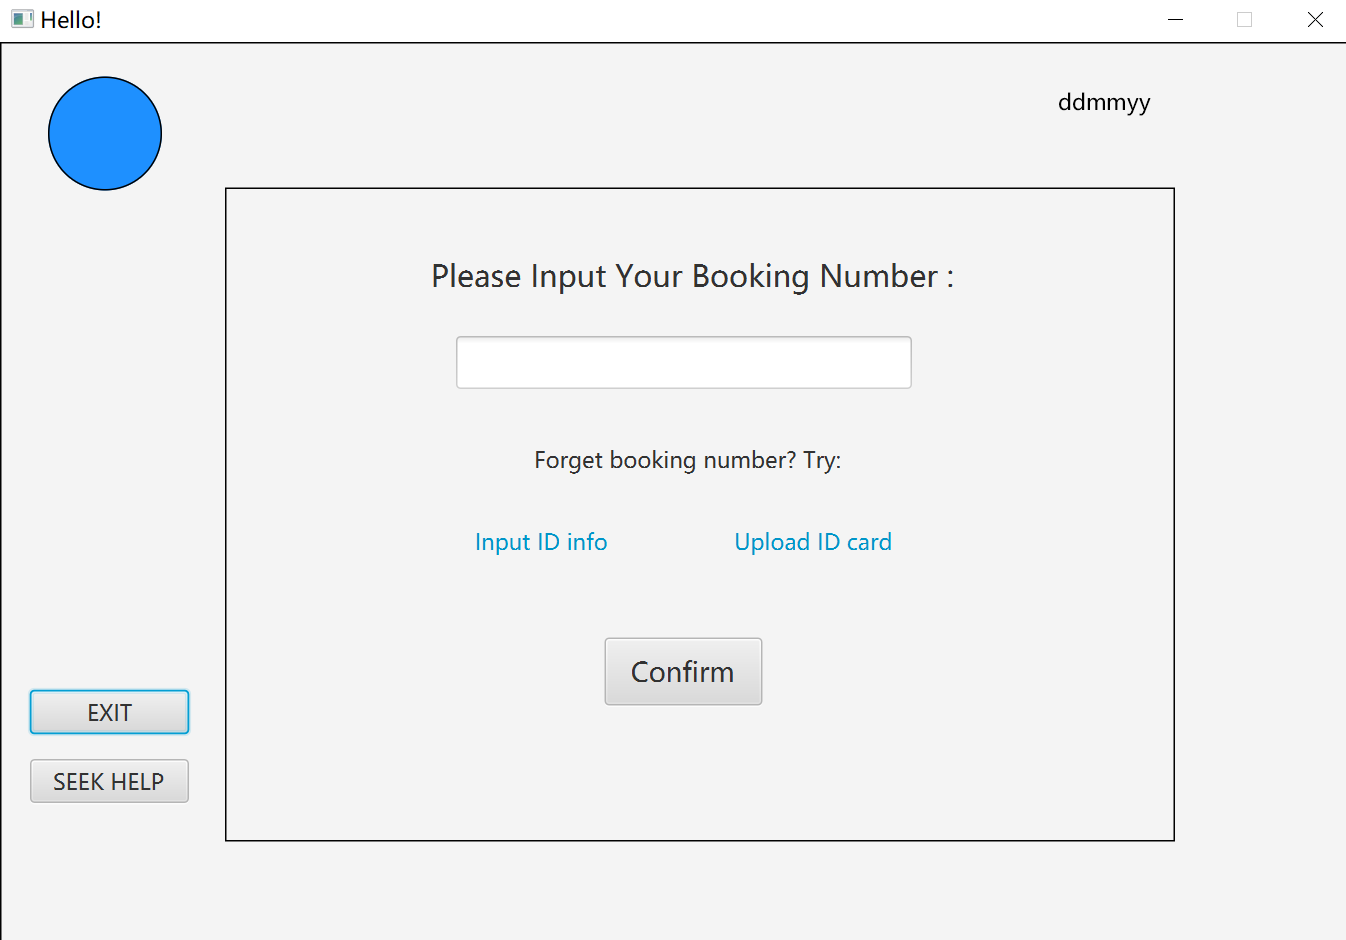 Hello!
ddmmyy
Please Input Your Booking Number :
Forget booking number? Try:
Input ID info
Upload ID card
Confirm
EXIT
SEEK HELP